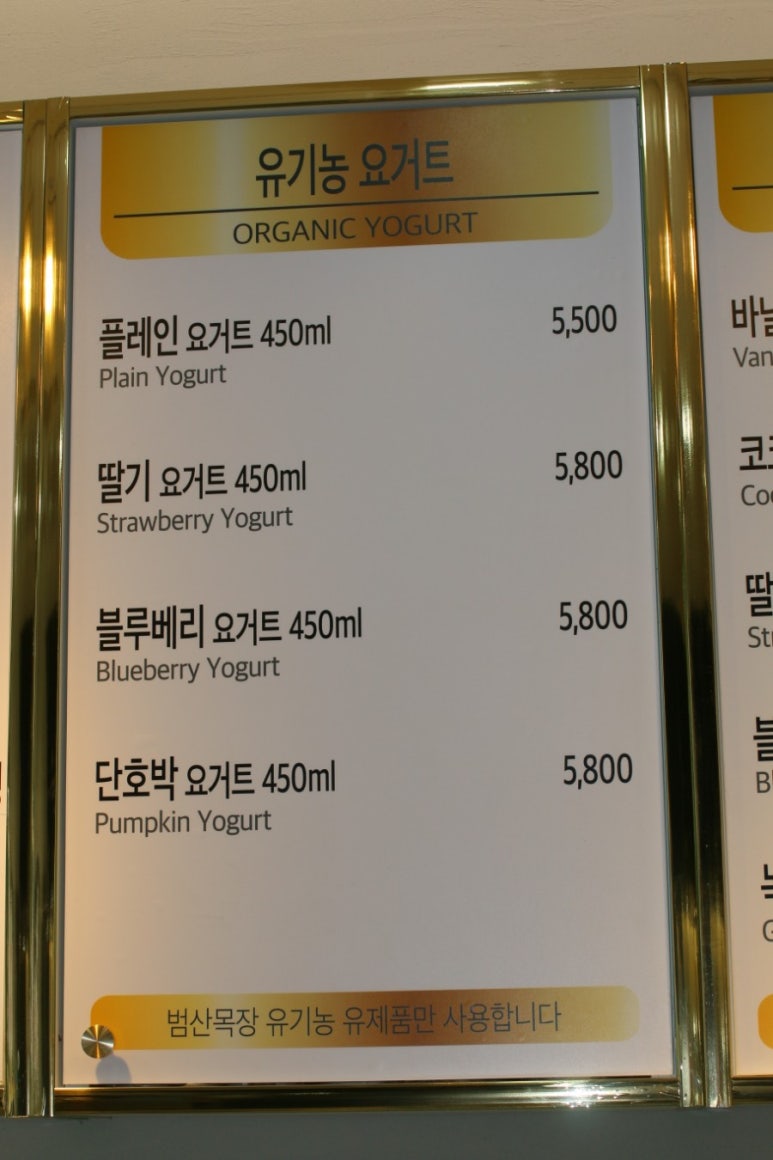 유기농 요거트
ORGANIC YOGURT
플레인 요거트 450ml 5,500
Plain Yogurt
딸기 요거트 450ml 5,800
Strawberry Yogurt
블루베리 요거트 450ml 5,800
Blueberry Yogurt
단호박 요거트 450ml 5,800
Pumpkin Yogurt
범산목장 유기농 유제품만 사용합니다